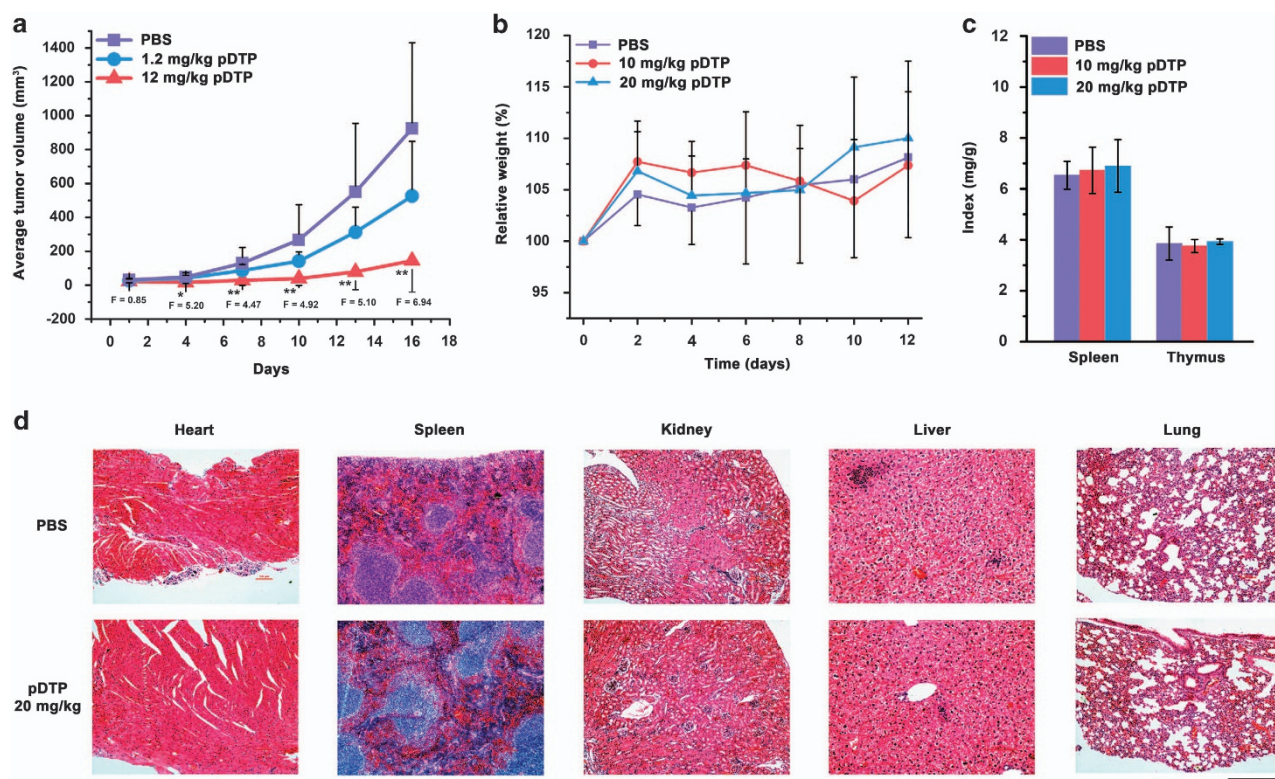 a
Average tumor volume (mm³)
1400
1200
1000
800
600
400
200
0
-200
PBS
1.2 mg/kg pDTP
12 mg/kg pDTP
*
**
**
**
**
F = 0.85
F = 5.20
F = 4.47
F = 4.92
F = 5.10
F = 6.94
0 2 4 6 8 10 12 14 16 18
Days
b
Relative weight (%)
120
115
110
105
100
95
PBS
10 mg/kg pDTP
20 mg/kg pDTP
0 2 4 6 8 10 12
Time (days)
c
Index (mg/g)
12
10
8
6
4
2
0
PBS
10 mg/kg pDTP
20 mg/kg pDTP
Spleen Thymus
d
Heart Spleen Kidney Liver Lung
PBS
pDTP
20 mg/kg